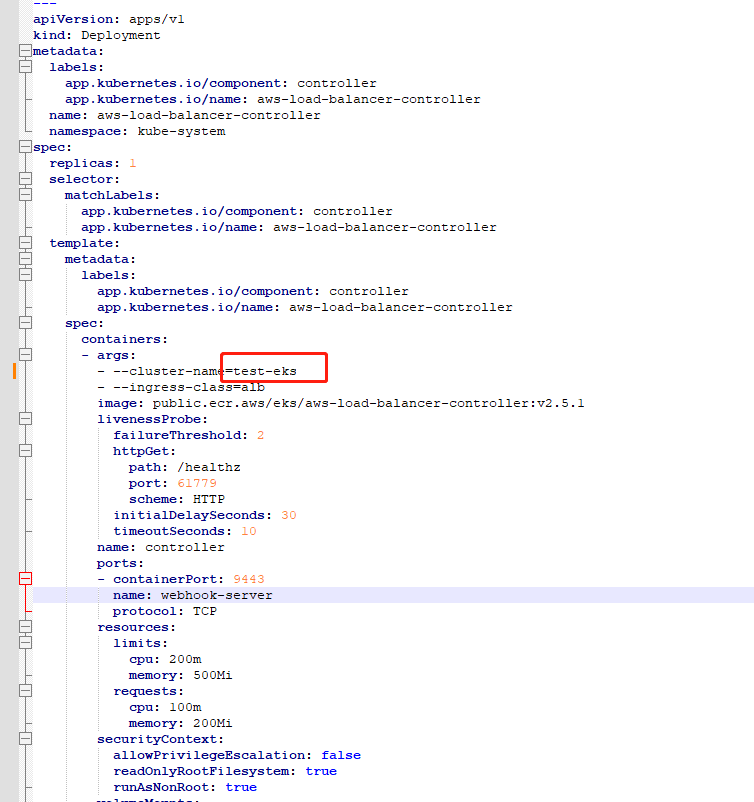 ---
apiVersion: apps/v1
kind: Deployment
metadata:
  labels:
    app.kubernetes.io/component: controller
    app.kubernetes.io/name: aws-load-balancer-controller
  name: aws-load-balancer-controller
  namespace: kube-system
spec:
  replicas: 1
  selector:
    matchLabels:
      app.kubernetes.io/component: controller
      app.kubernetes.io/name: aws-load-balancer-controller
  template:
    metadata:
      labels:
        app.kubernetes.io/component: controller
        app.kubernetes.io/name: aws-load-balancer-controller
    spec:
      containers:
      - args:
        - --cluster-name=test-eks
        - --ingress-class=alb
        image: public.ecr.aws/eks/aws-load-balancer-controller:v2.5.1
        livenessProbe:
          failureThreshold: 2
          httpGet:
            path: /healthz
            port: 61779
            scheme: HTTP
          initialDelaySeconds: 30
          timeoutSeconds: 10
        name: controller
        ports:
        - containerPort: 9443
          name: webhook-server
          protocol: TCP
        resources:
          limits:
            cpu: 200m
            memory: 500Mi
          requests:
            cpu: 100m
            memory: 200Mi
        securityContext:
          allowPrivilegeEscalation: false
          readOnlyRootFilesystem: true
          runAsNonRoot: true